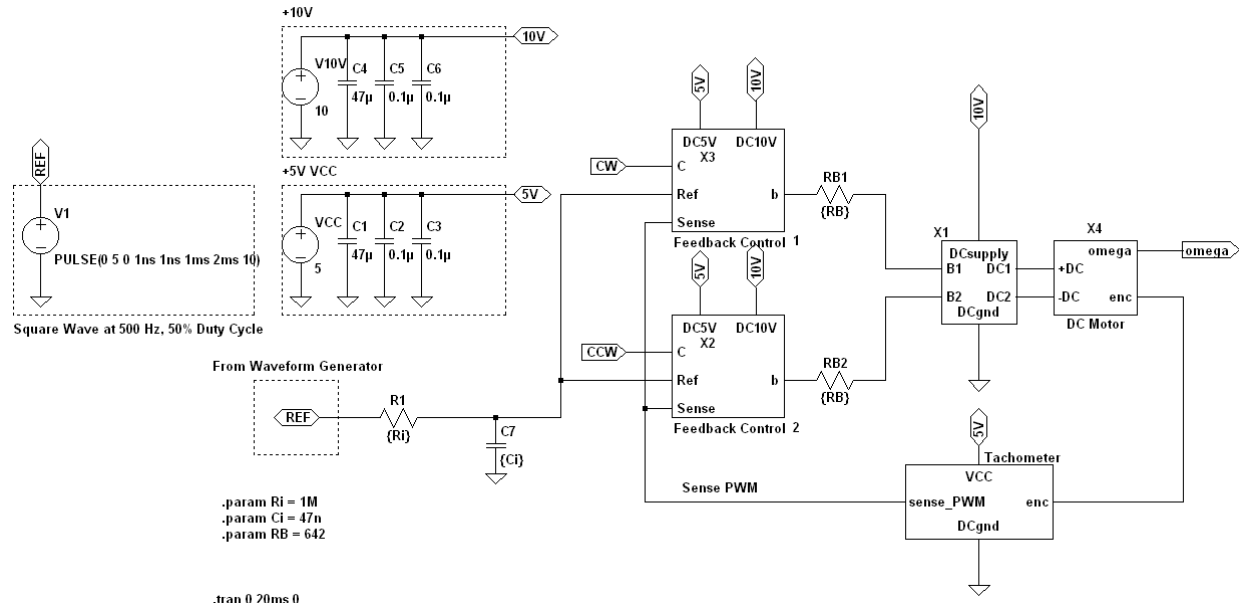 +10V
10V
V10V
C4
C5
C6
47µ
0.1µ
0.1µ
10
+5V VCC
5V
VCC
C1
C2
C3
47µ
0.1µ
0.1µ
5
REF
V1
PULSE(0 5 0 1ns 1ns 1ms 2ms 10)
Square Wave at 500 Hz, 50% Duty Cycle
From Waveform Generator
REF
R1
{Ri}
C7
{Ci}
.param Ri = 1M
.param Ci = 47n
.param RB = 642
.tran 0 20ms 0
5V
10V
DC5V
DC10V
X3
CW
C
Ref
b
Sense
Feedback Control 1
RB1
{RB}
5V
10V
DC5V
DC10V
X2
CCW
C
Ref
b
Sense
Feedback Control 2
RB2
{RB}
10V
X1
DCsupply
B1
DC1
B2
DC2
DCgnd
X4
omega
+DC
-DC
enc
DC Motor
omega
5V
Tachometer
VCC
Sense PWM
sense_PWM
enc
DCgnd